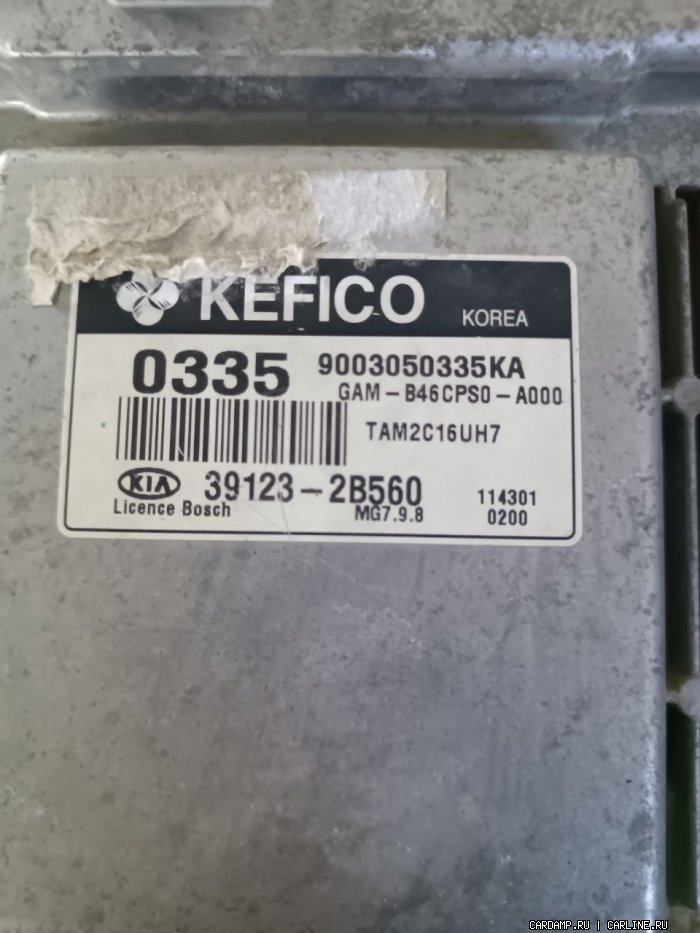 KEFICO KOREA
0335 9003050335KA
GAM-B46CPS0-A000
TAM2C16UH7
KIA 39123-2B560 114301
Licence Bosch MG7.9.8 0200
CARDAMP.RU | CARLINE.RU